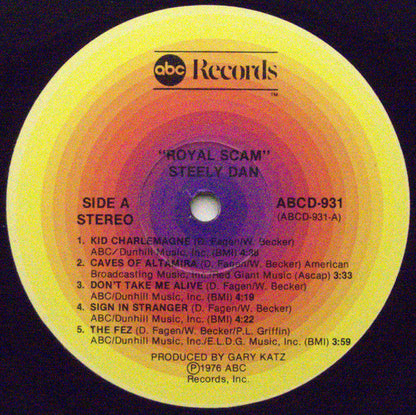 abc Records
TM
"ROYAL SCAM"
STEELY DAN
SIDE A
STEREO
ABCD-931
(ABCD-931-A)
1. KID CHARLEMAGNE (D. Fagen/W. Becker)
ABC/Dunhill Music, Inc. (BMI)
2. CAVES OF ALTAMIRA (D. Fagen/W. Becker) American
Broadcasting Music, Inc./Red Giant Music (Ascap) 3:33
3. DON'T TAKE ME ALIVE (D. Fagen/W. Becker)
ABC/Dunhill Music, Inc. (BMI) 4:19
4. SIGN IN STRANGER (D. Fagen/W. Becker)
ABC/Dunhill Music, Inc. (BMI) 4:22
5. THE FEZ (D. Fagen/W. Becker/P.L. Griffin)
ABC/Dunhill Music, Inc./E.L.D.G. Music, Inc. (BMI) 3:59
PRODUCED BY GARY KATZ
Ⓟ1976 ABC
Records, Inc.